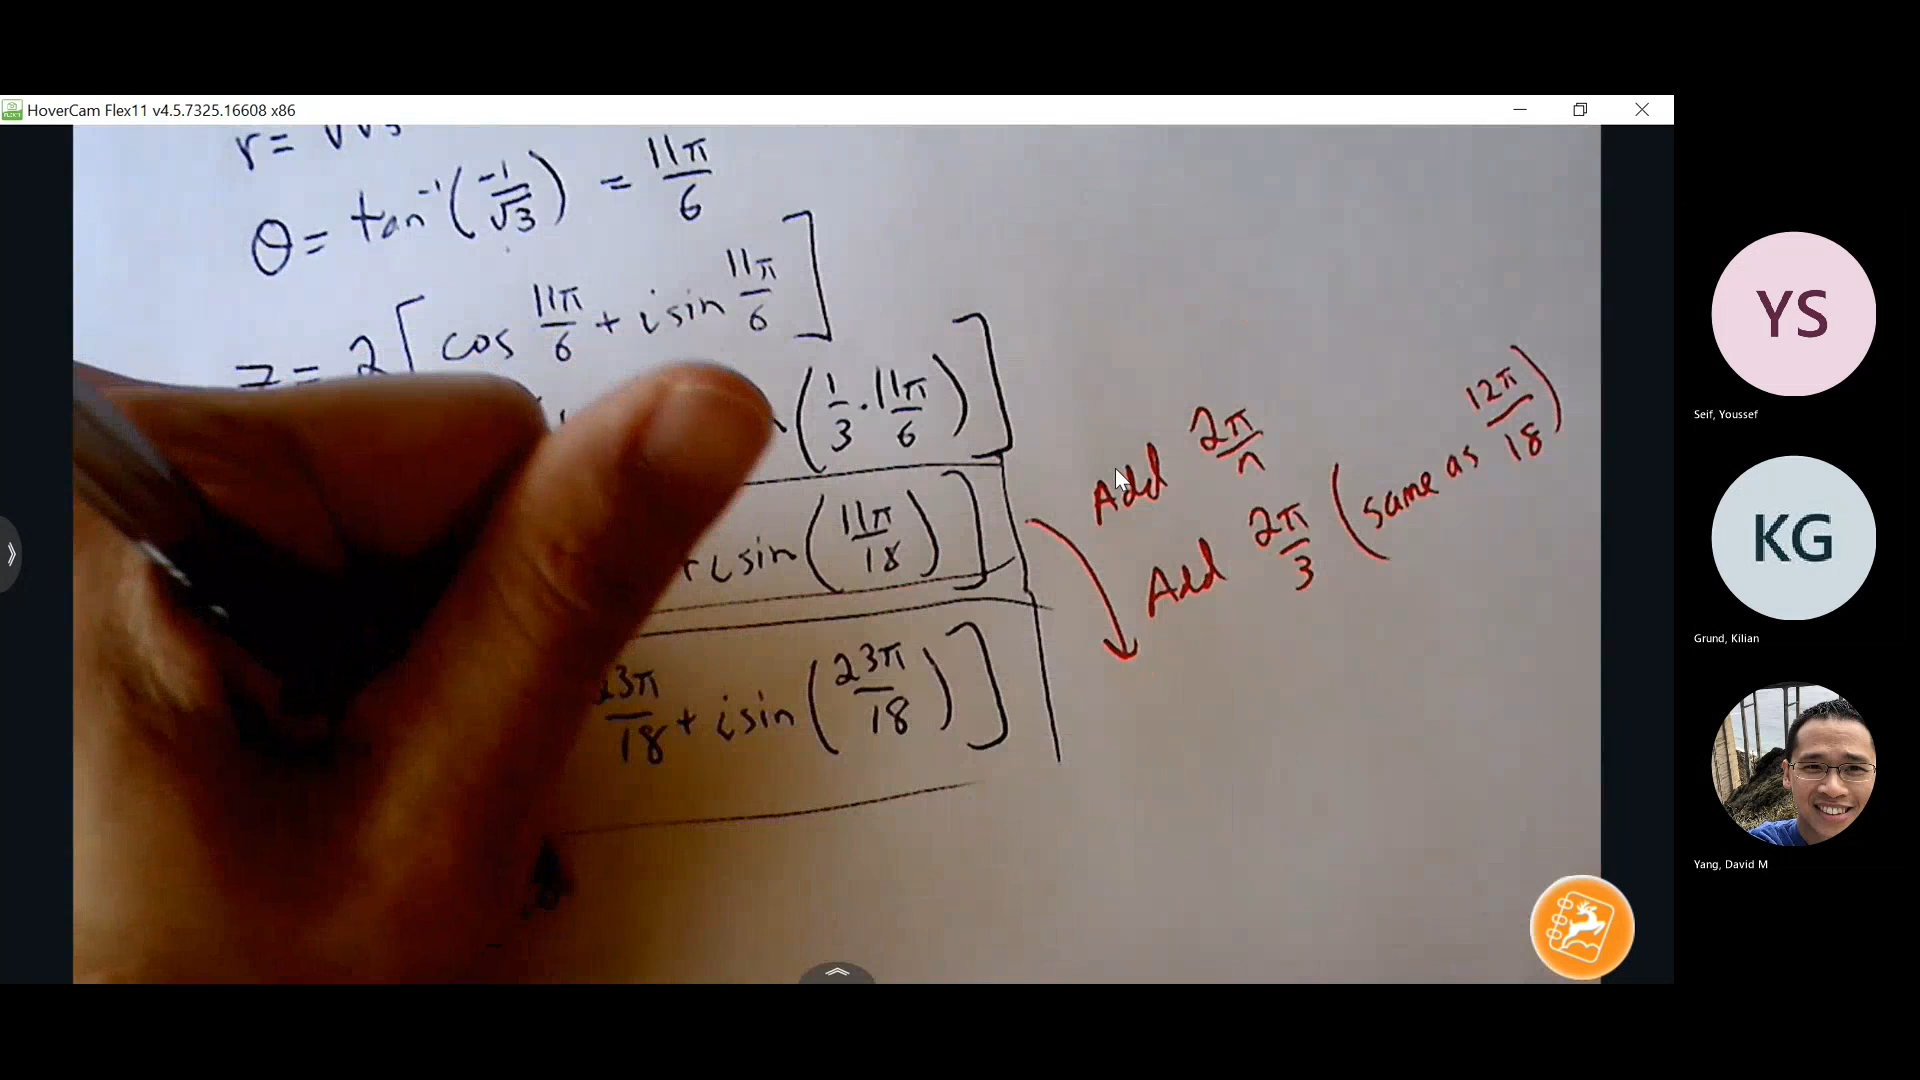 HoverCam Flex11 v4.5.7325.16608 x86
r=
θ = tan⁻¹(-1/√3) = 11π/6
z = 2[cos 11π/6 + i sin 11π/6]
(1/3 · 11π/6)]
i sin(11π/18)]
23π/18 + i sin(23π/18)]
Add 2π/n
Add 2π/3 (same as 12π/18)
YS
Seif, Youssef
KG
Grund, Kilian
Yang, David M